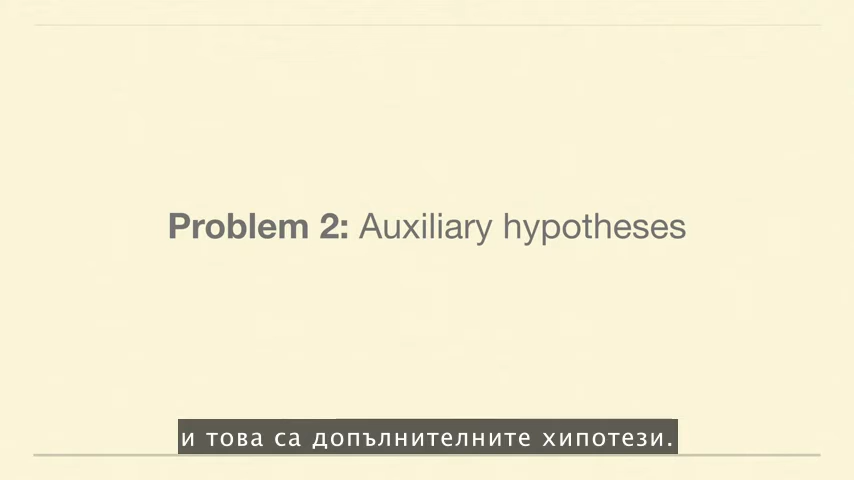 Problem 2: Auxiliary hypotheses
и това са допълнителните хипотези.